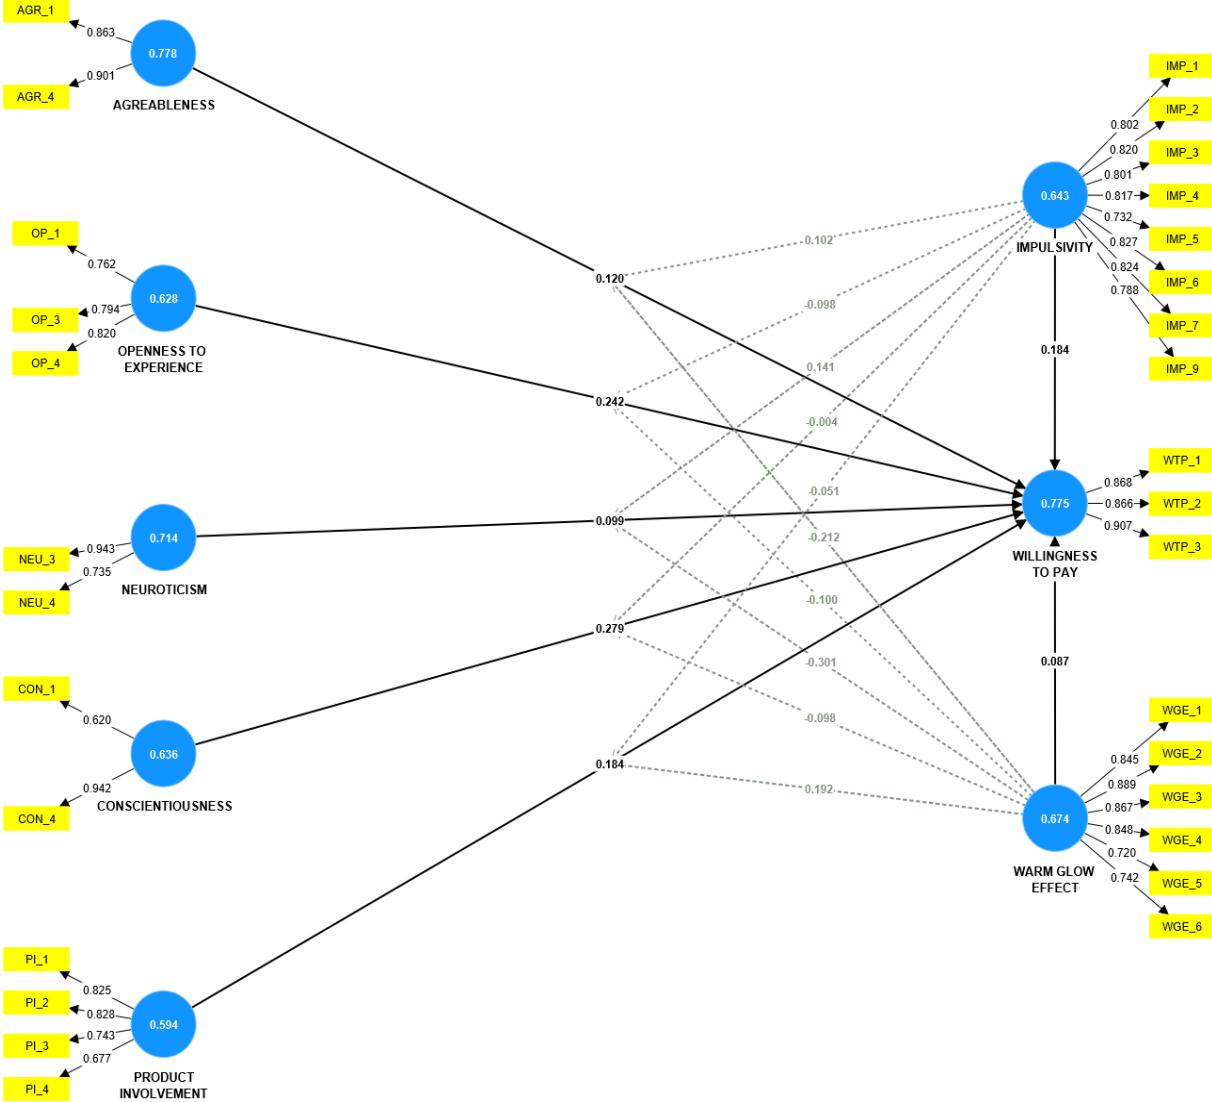 AGR_1
0.863
0.778
0.901
AGR_4
AGREABLENESS
OP_1
0.762
0.628
0.794
OP_3
0.820
OP_4
OPENNESS TO
EXPERIENCE
0.714
0.943
NEU_3
0.735
NEU_4
NEUROTICISM
CON_1
0.620
0.636
0.942
CON_4
CONSCIENTIOUSNESS
PI_1
0.825
PI_2
0.828
0.594
0.743
PI_3
0.677
PI_4
PRODUCT
INVOLVEMENT
0.120
0.242
0.099
0.279
0.184
0.102
-0.098
0.141
-0.004
-0.051
-0.212
-0.100
-0.301
-0.098
0.192
IMP_1
0.802
IMP_2
0.820
IMP_3
0.801
0.643
0.817
IMP_4
0.732
IMP_5
0.827
IMPULSIVITY
0.824
IMP_6
0.788
IMP_7
IMP_9
0.184
WTP_1
0.868
0.775
0.866
WTP_2
0.907
WTP_3
WILLINGNESS
TO PAY
0.087
WGE_1
0.845
WGE_2
0.889
WGE_3
0.867
0.674
0.848
WGE_4
0.720
WGE_5
0.742
WGE_6
WARM GLOW
EFFECT